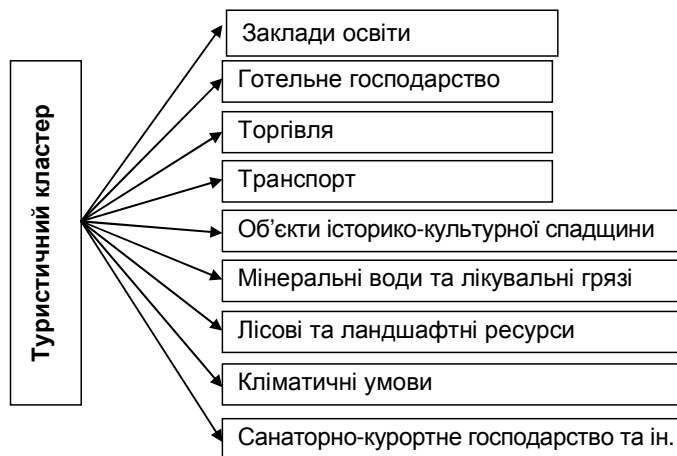 Туристичний кластер
Заклади освіти
Готельне господарство
Торгівля
Транспорт
Об’єкти історико-культурної спадщини
Мінеральні води та лікувальні грязі
Лісові та ландшафтні ресурси
Кліматичні умови
Санаторно-курортне господарство та ін.